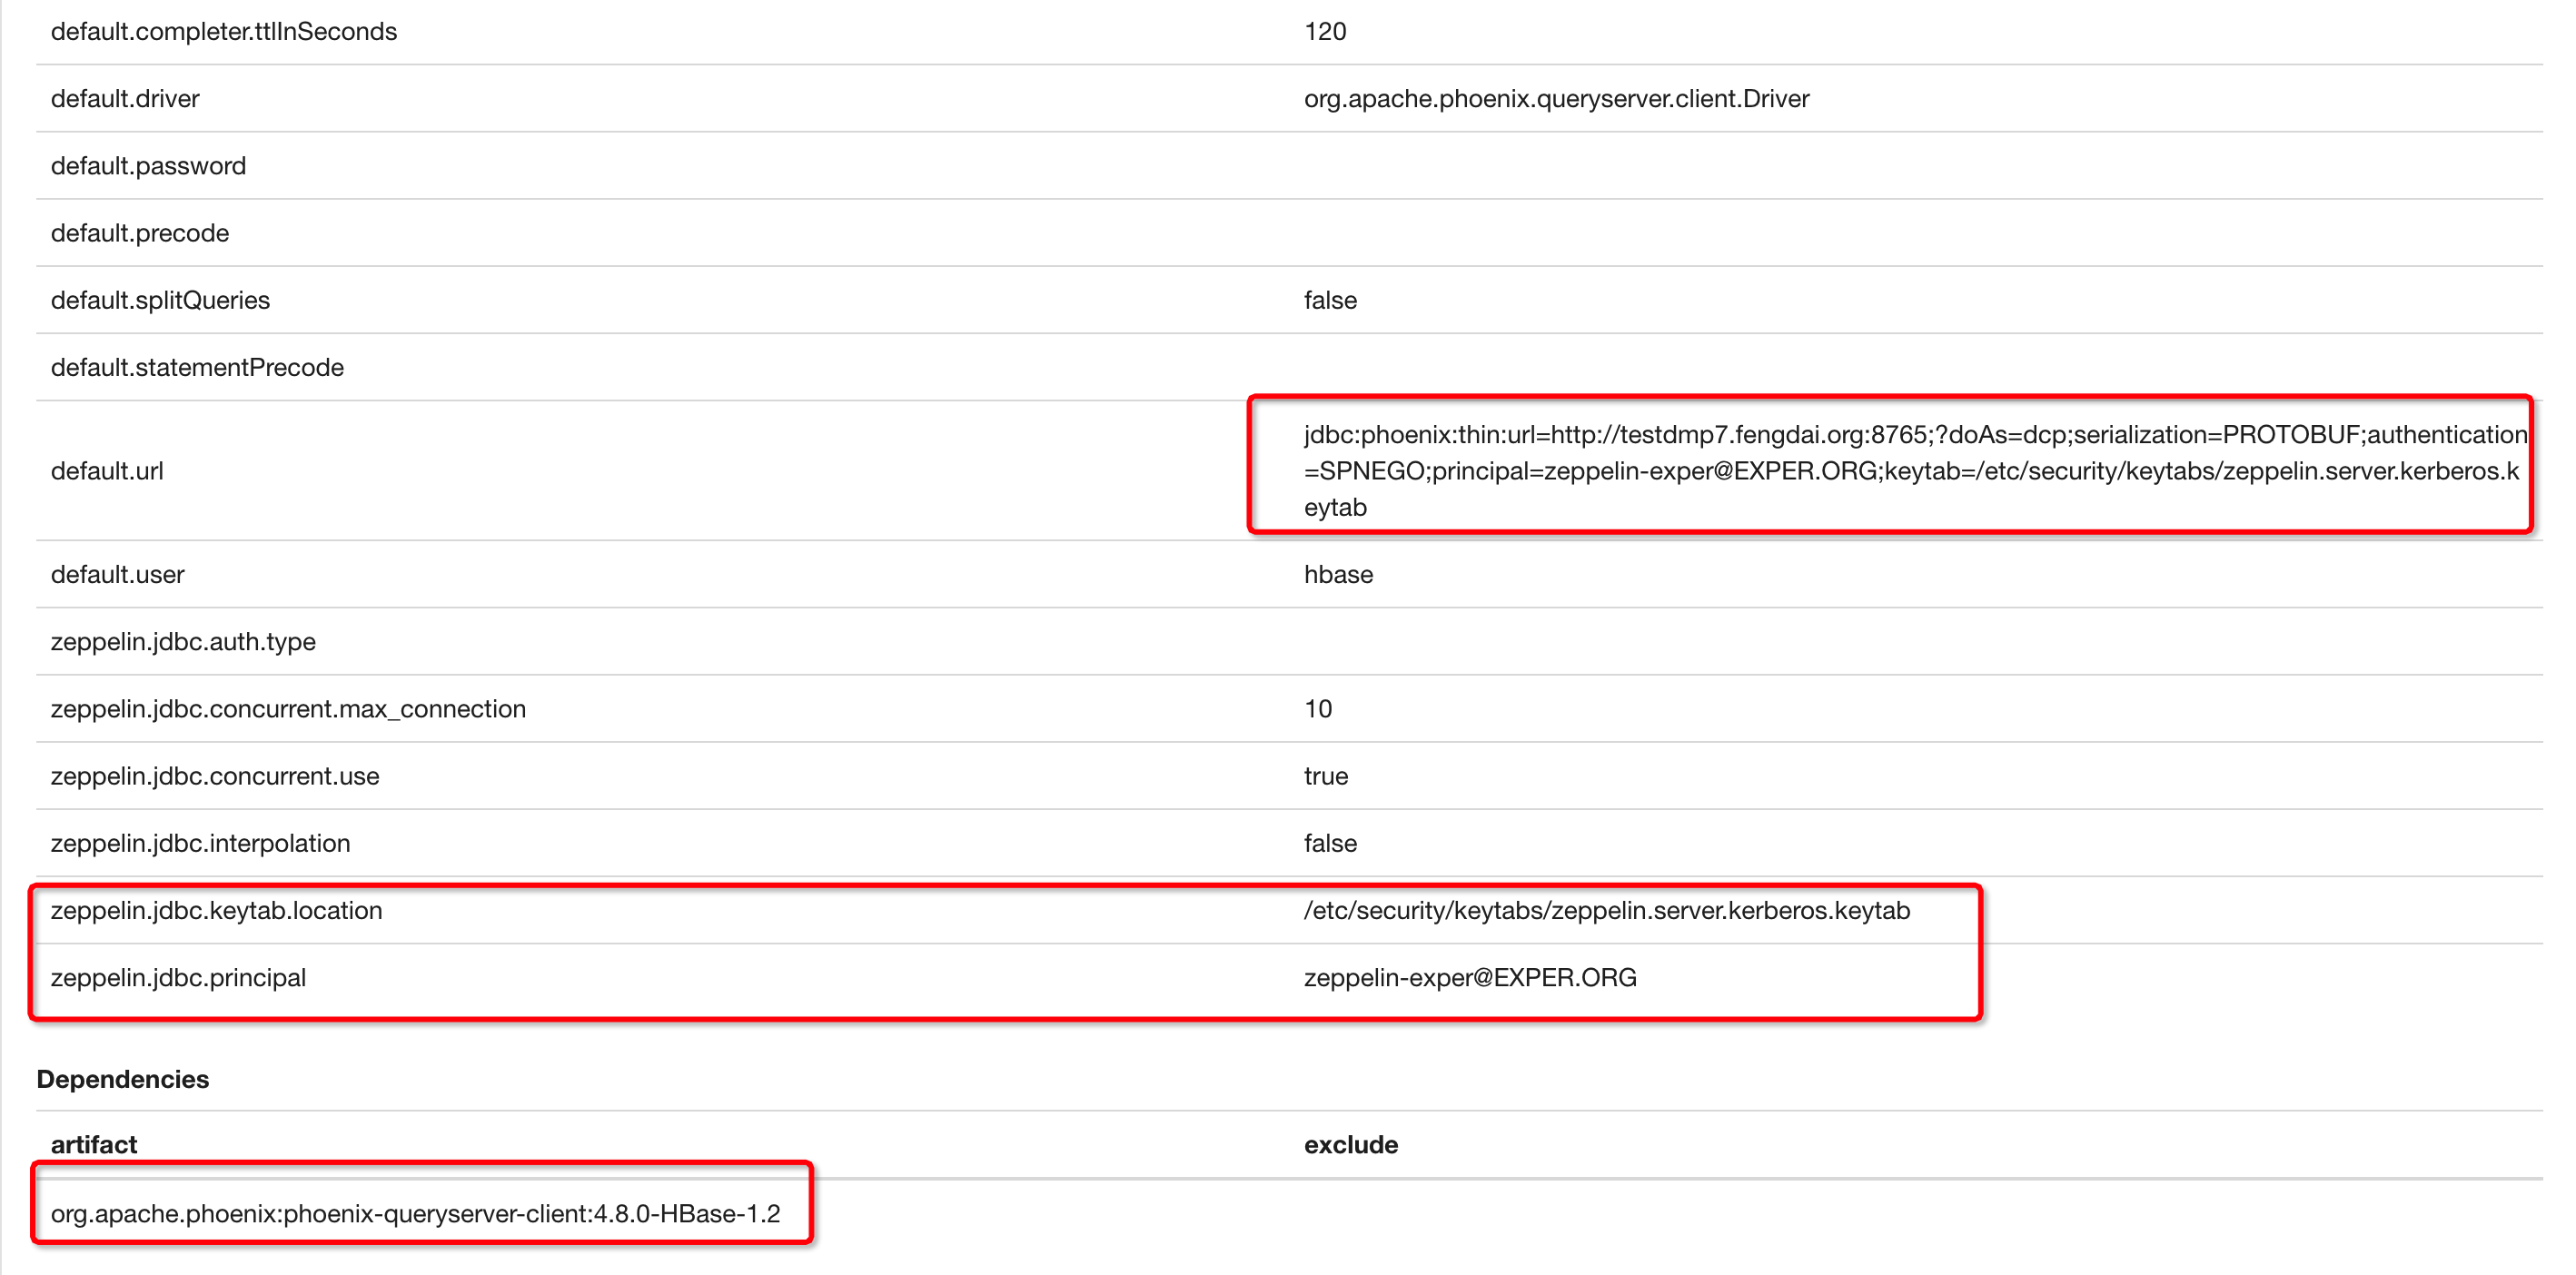 default.completer.ttlInSeconds 120
default.driver org.apache.phoenix.queryserver.client.Driver
default.password
default.precode
default.splitQueries false
default.statementPrecode
default.url jdbc:phoenix:thin:url=http://testdmp7.fengdai.org:8765;?doAs=dcp;serialization=PROTOBUF;authentication
=SPNEGO;principal=zeppelin-exper@EXPER.ORG;keytab=/etc/security/keytabs/zeppelin.server.kerberos.k
eytab
default.user hbase
zeppelin.jdbc.auth.type
zeppelin.jdbc.concurrent.max_connection 10
zeppelin.jdbc.concurrent.use true
zeppelin.jdbc.interpolation false
zeppelin.jdbc.keytab.location /etc/security/keytabs/zeppelin.server.kerberos.keytab
zeppelin.jdbc.principal zeppelin-exper@EXPER.ORG
Dependencies
artifact exclude
org.apache.phoenix:phoenix-queryserver-client:4.8.0-HBase-1.2